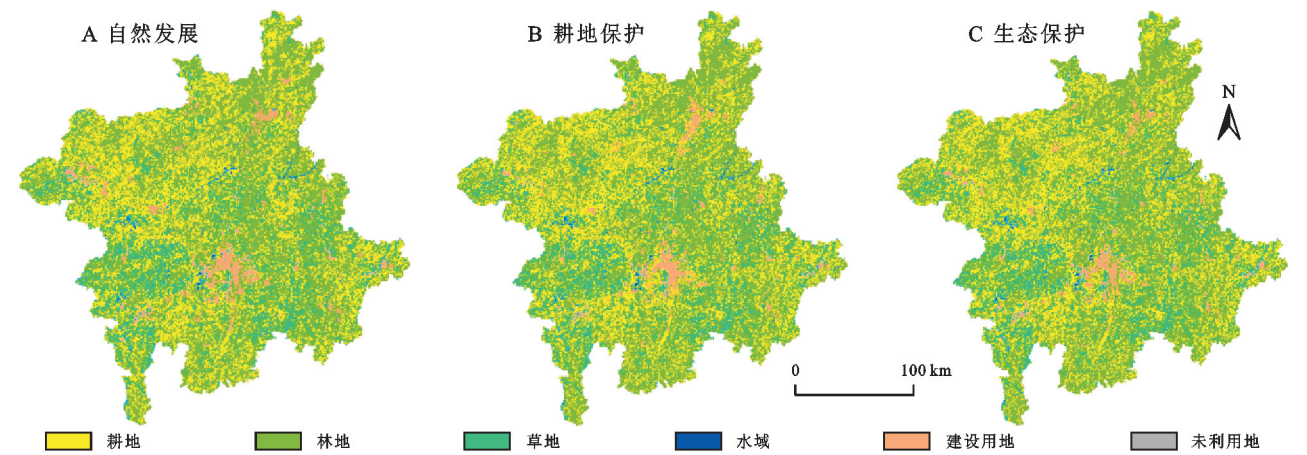 A 自然发展
B 耕地保护
C 生态保护
N
0 100 km
耕地
林地
草地
水域
建设用地
未利用地